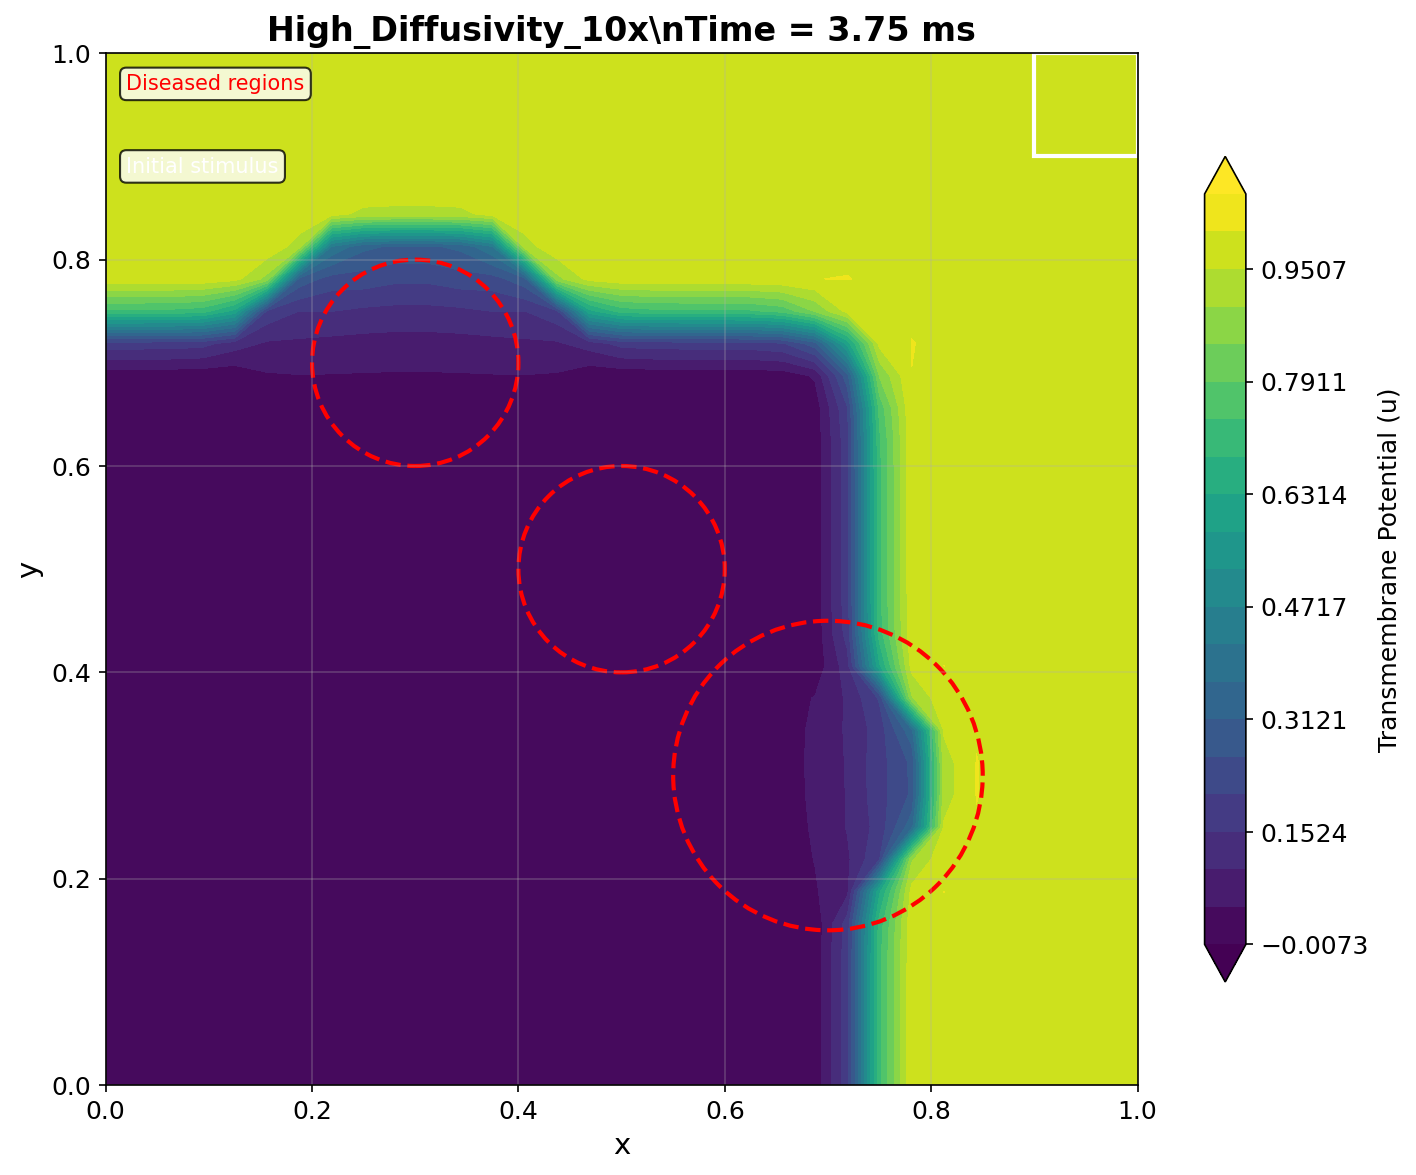 High_Diffusivity_10x\nTime = 3.75 ms
Diseased regions
Initial stimulus
1.0
0.8
0.6
0.4
0.2
0.0
y
0.0 0.2 0.4 0.6 0.8 1.0
x
0.9507
0.7911
0.6314
0.4717
0.3121
0.1524
−0.0073
Transmembrane Potential (u)